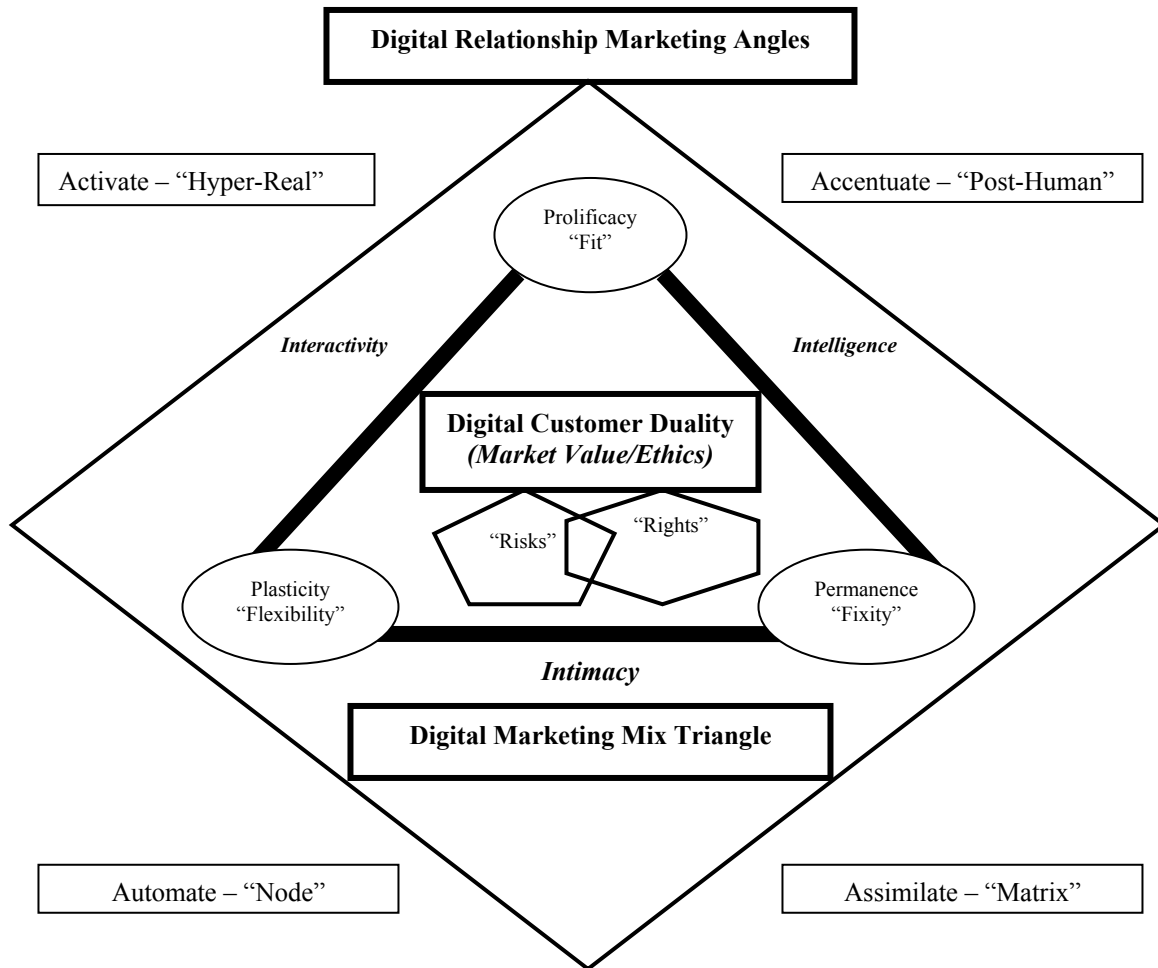 Digital Relationship Marketing Angles
Activate – “Hyper-Real”
Accentuate – “Post-Human”
Prolificacy
“Fit”
Interactivity
Intelligence
Digital Customer Duality
(Market Value/Ethics)
“Risks”
“Rights”
Plasticity
“Flexibility”
Permanence
“Fixity”
Intimacy
Digital Marketing Mix Triangle
Automate – “Node”
Assimilate – “Matrix”